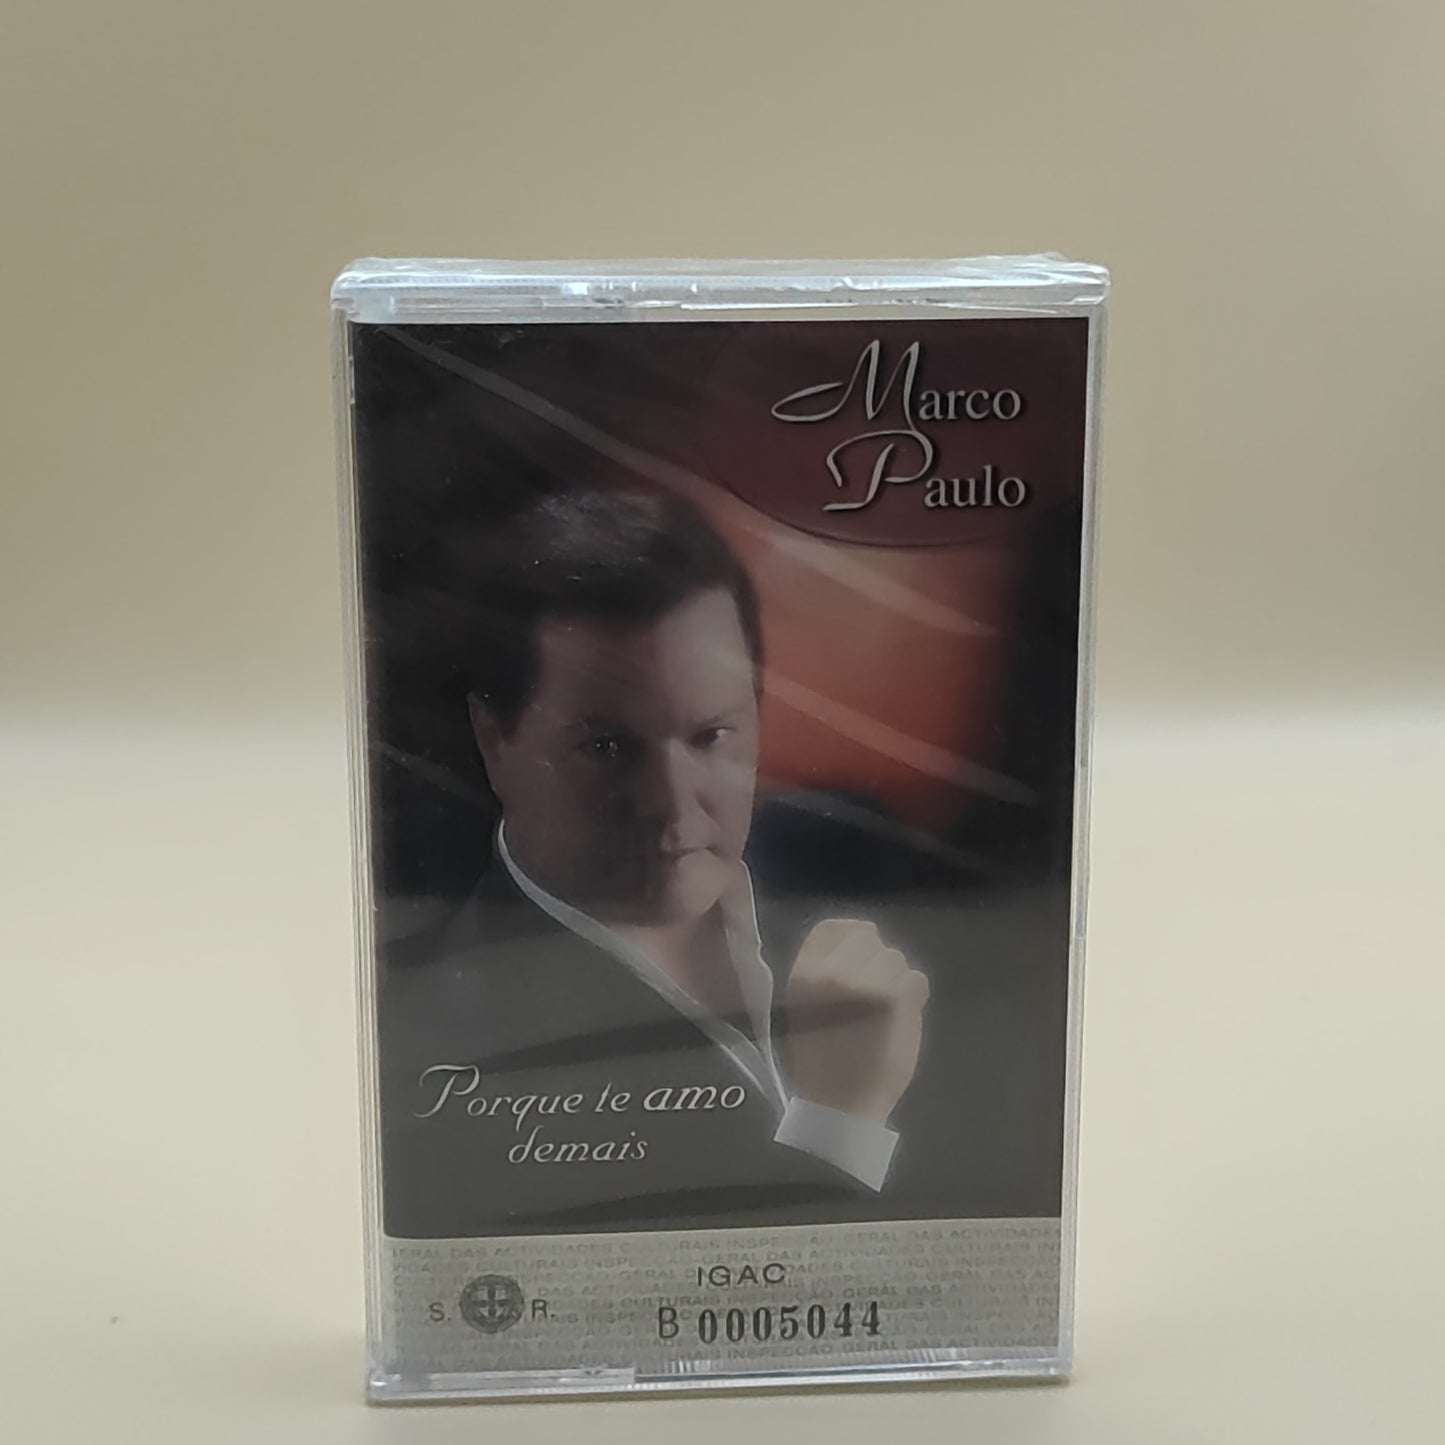 Marco
Paulo
Porque te amo
demais
IGAC
S. R.
B 0005044